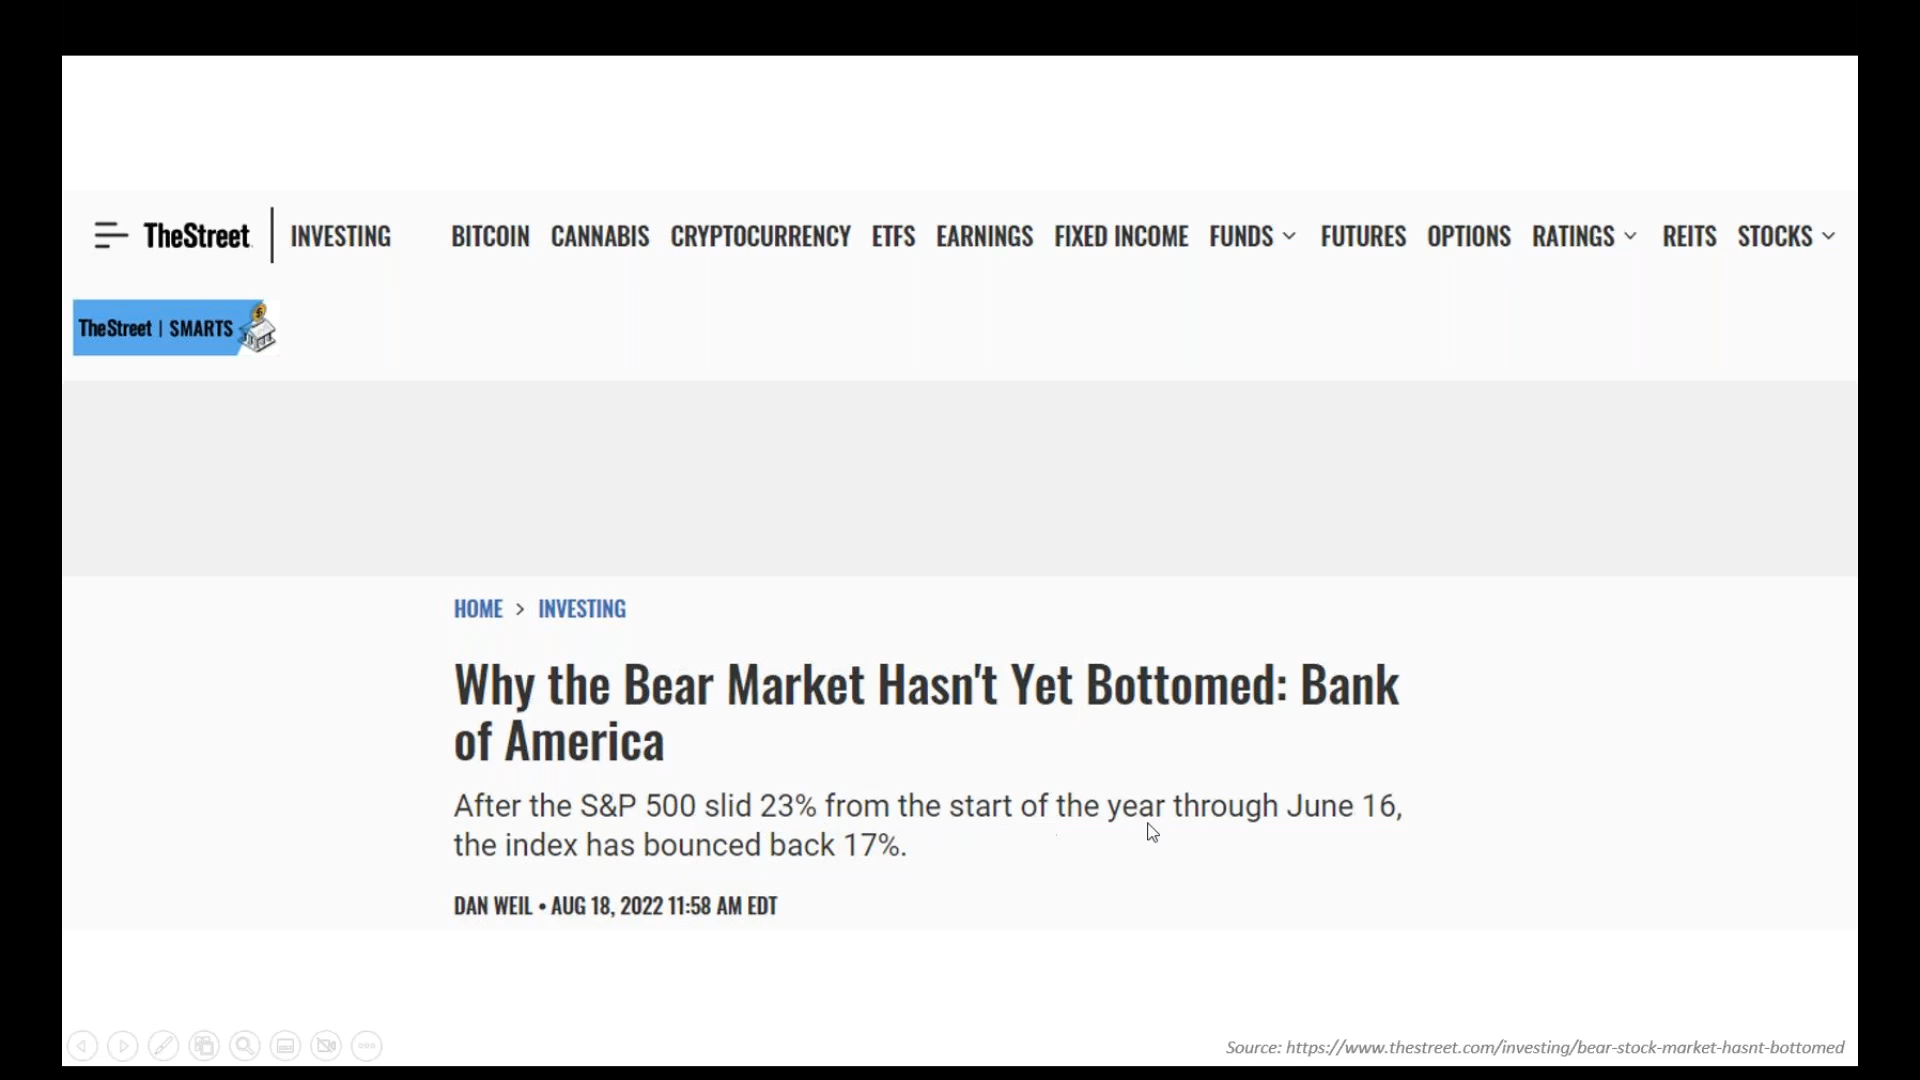 TheStreet INVESTING BITCOIN CANNABIS CRYPTOCURRENCY ETFS EARNINGS FIXED INCOME FUNDS FUTURES OPTIONS RATINGS REITS STOCKS
TheStreet | SMARTS
HOME > INVESTING
Why the Bear Market Hasn't Yet Bottomed: Bank
of America
After the S&P 500 slid 23% from the start of the year through June 16,
the index has bounced back 17%.
DAN WEIL • AUG 18, 2022 11:58 AM EDT
Source: https://www.thestreet.com/investing/bear-stock-market-hasnt-bottomed